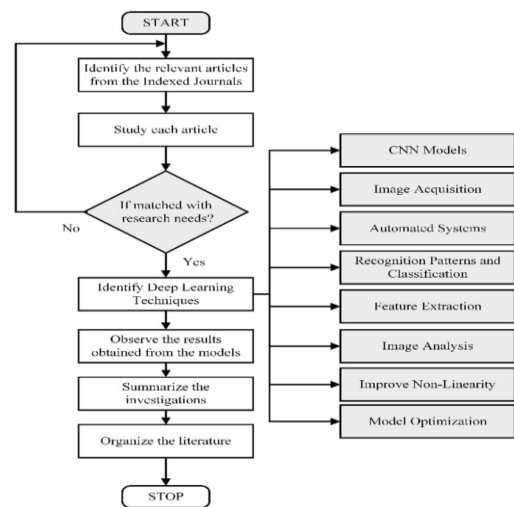 START
Identify the relevant articles
from the Indexed Journals
Study each article
If matched with
research needs?
No
Yes
Identify Deep Learning
Techniques
Observe the results
obtained from the models
Summarize the
investigations
Organize the literature
STOP
CNN Models
Image Acquisition
Automated Systems
Recognition Patterns and
Classification
Feature Extraction
Image Analysis
Improve Non-Linearity
Model Optimization